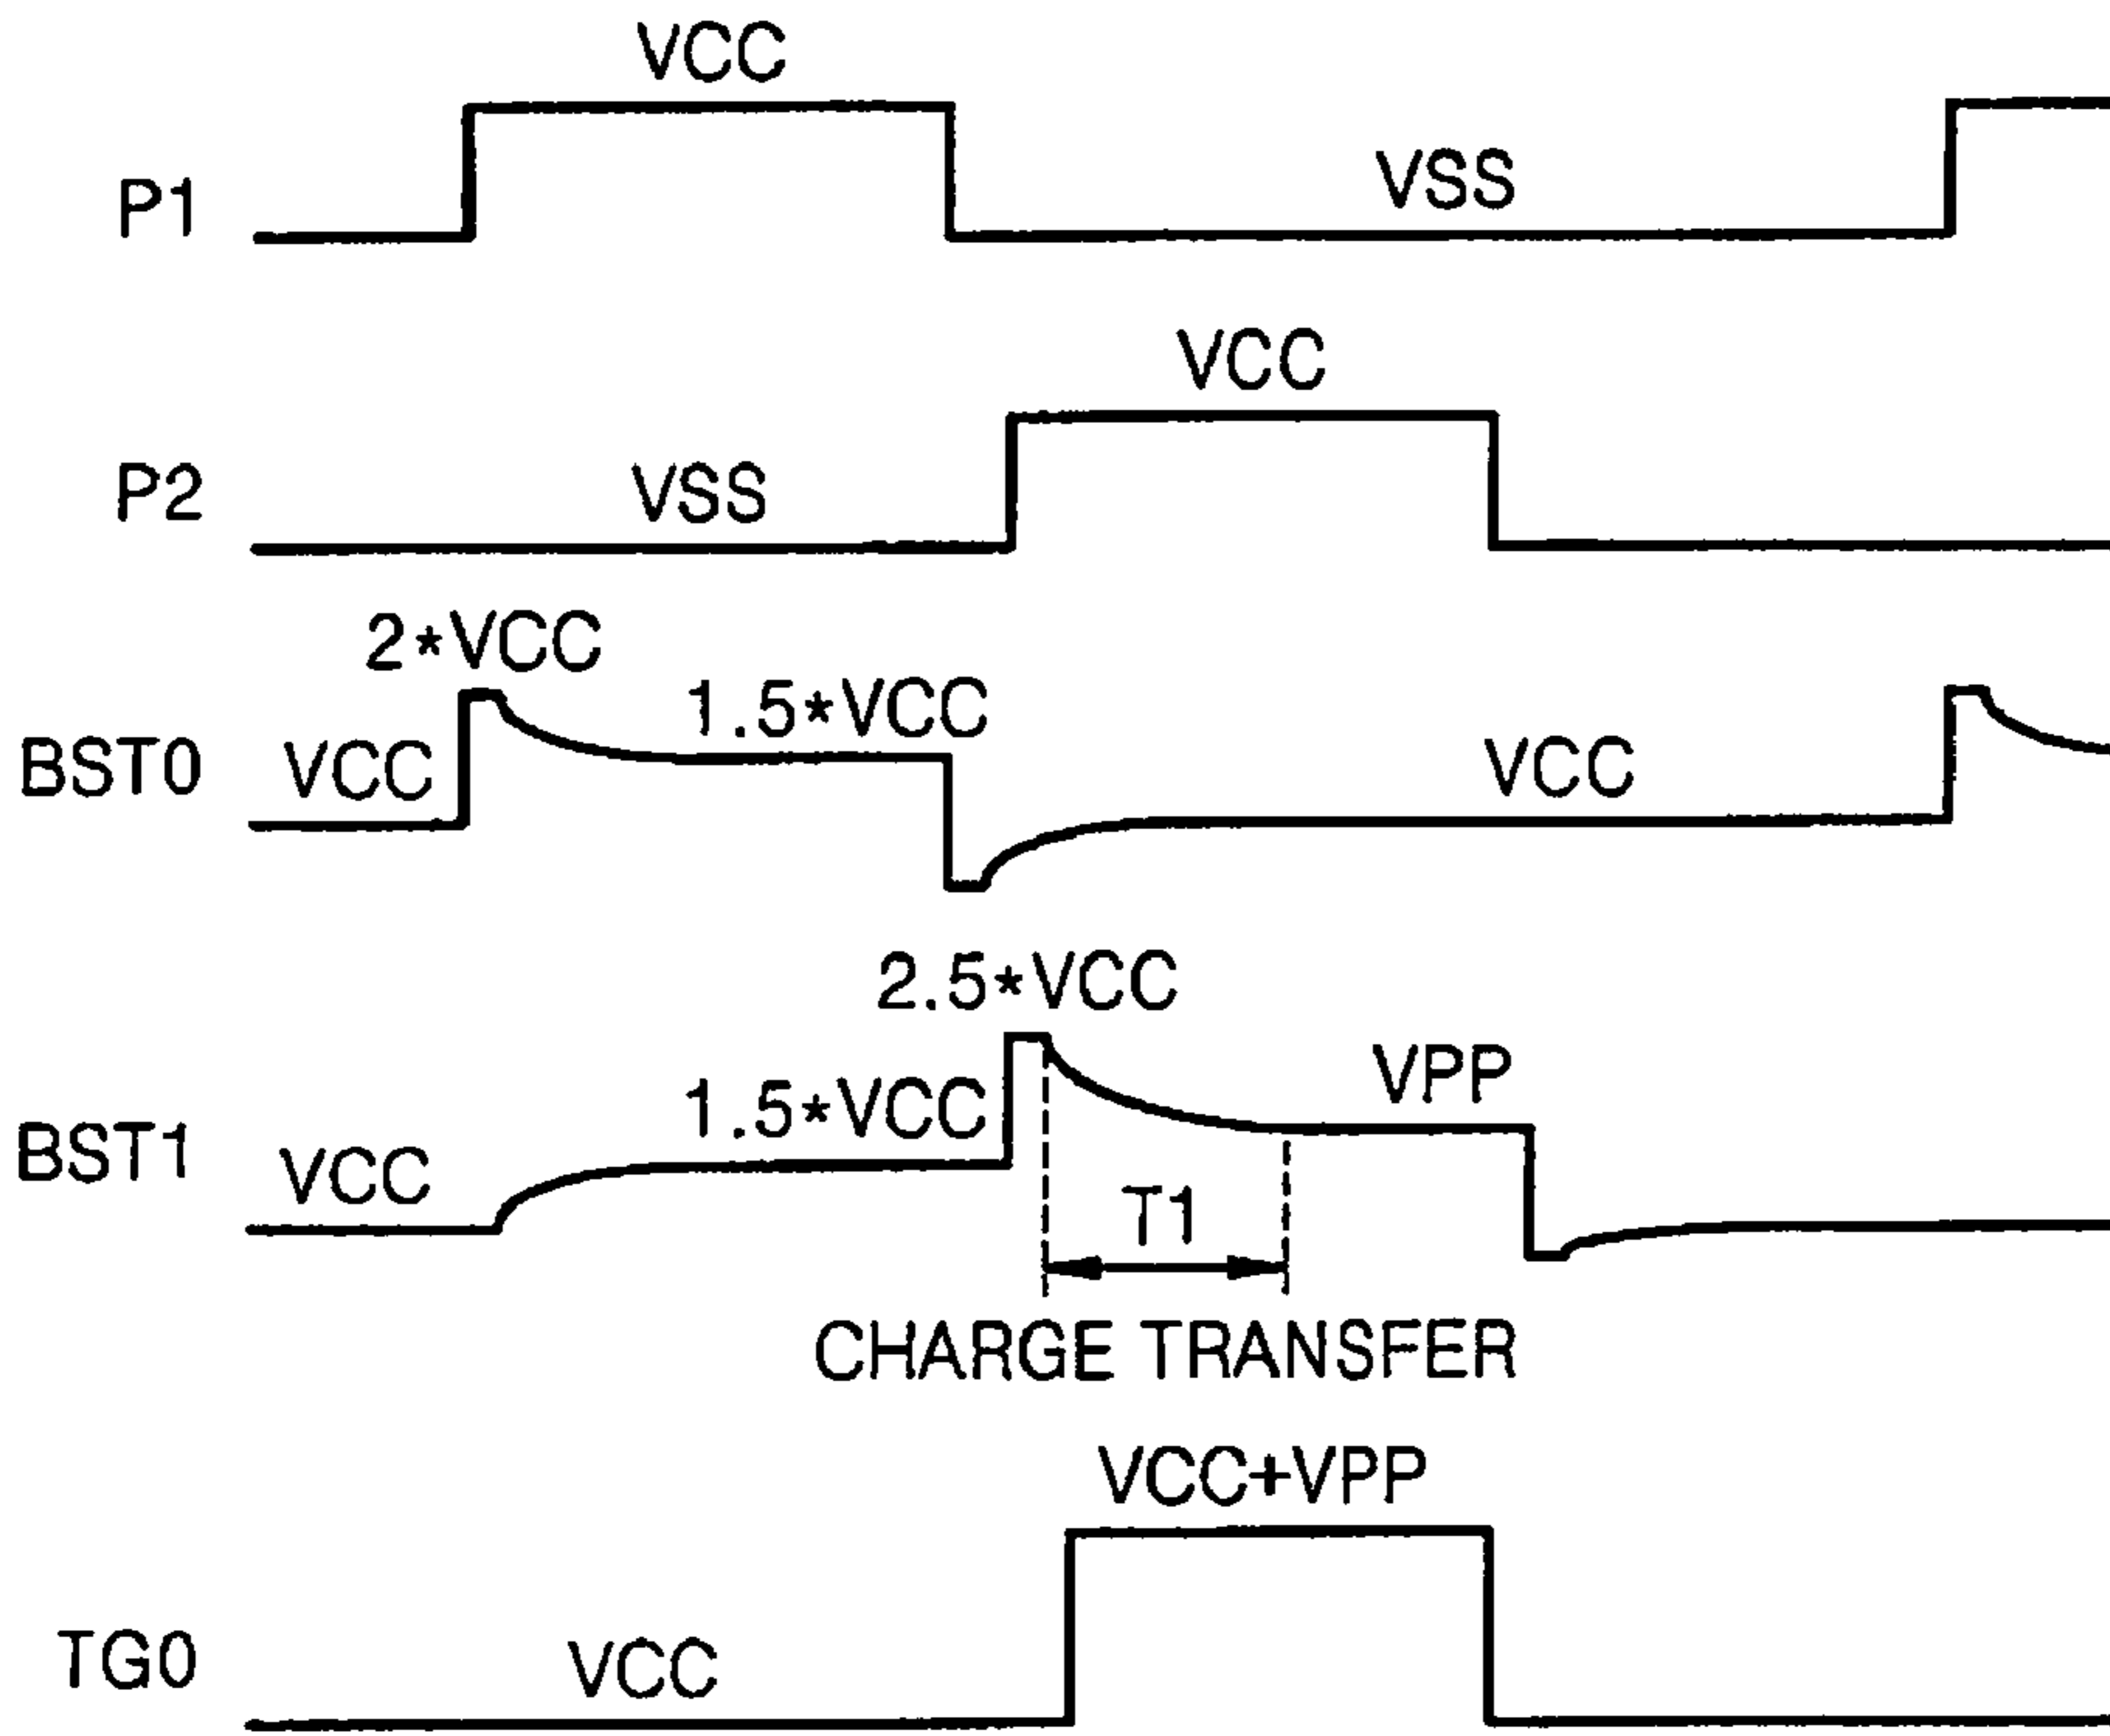 VCC
P1
VSS
VCC
P2
VSS
2*VCC
1.5*VCC
BST0
VCC
VCC
2.5*VCC
1.5*VCC
VPP
BST1
VCC
T1
CHARGE TRANSFER
VCC+VPP
TG0
VCC